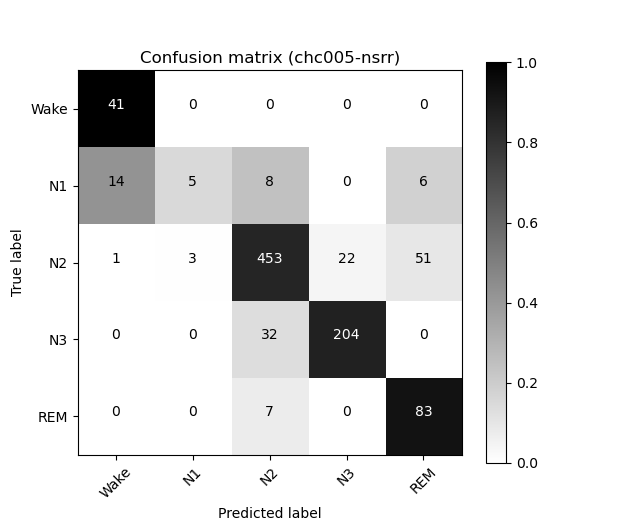 Confusion matrix (chc005-nsrr)
True label
Wake 41 0 0 0 0
N1 14 5 8 0 6
N2 1 3 453 22 51
N3 0 0 32 204 0
REM 0 0 7 0 83
Wake N1 N2 N3 REM
Predicted label
1.0
0.8
0.6
0.4
0.2
0.0